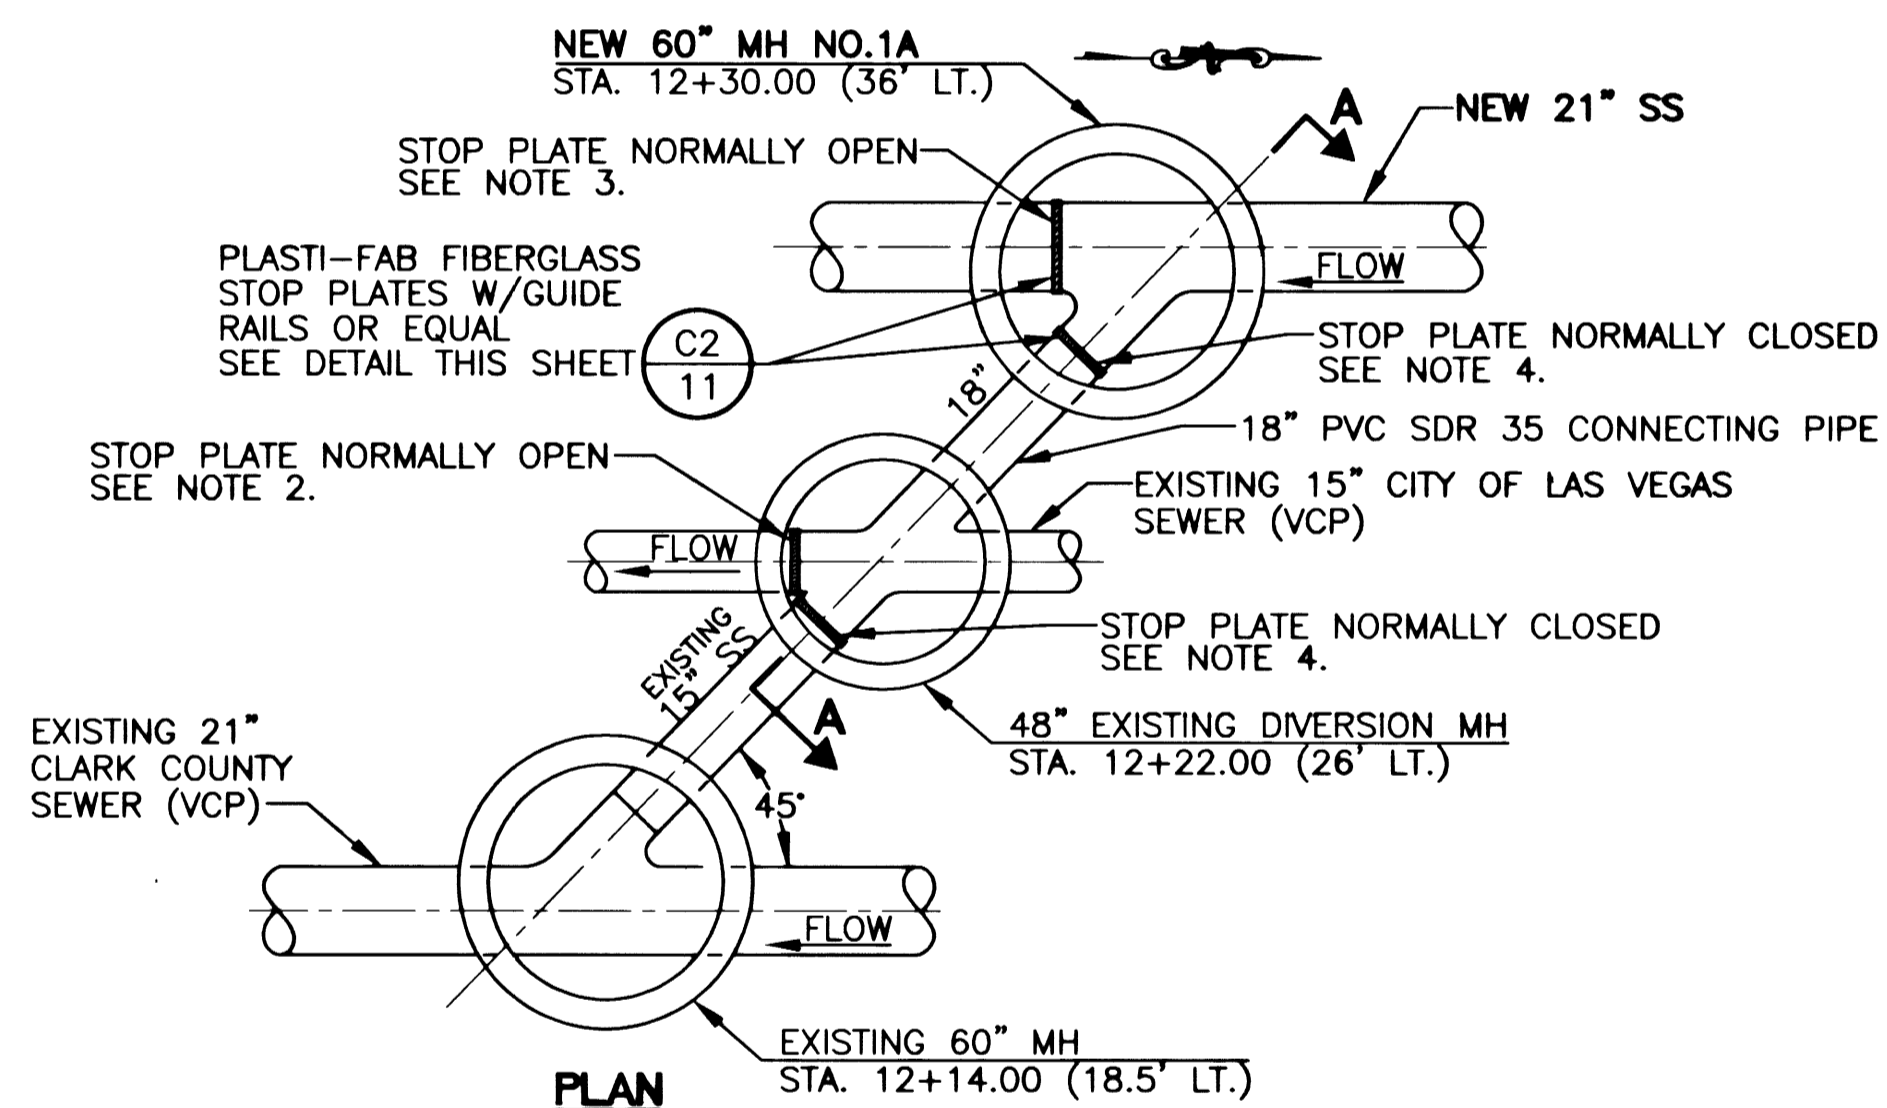 NEW 60" MH NO.1A
STA. 12+30.00 (36' LT.)
A
NEW 21" SS
STOP PLATE NORMALLY OPEN
SEE NOTE 3.
PLASTI-FAB FIBERGLASS
STOP PLATES W/GUIDE
RAILS OR EQUAL
SEE DETAIL THIS SHEET
C2
11
FLOW
STOP PLATE NORMALLY CLOSED
SEE NOTE 4.
18"
18" PVC SDR 35 CONNECTING PIPE
STOP PLATE NORMALLY OPEN
SEE NOTE 2.
EXISTING 15" CITY OF LAS VEGAS
SEWER (VCP)
FLOW
STOP PLATE NORMALLY CLOSED
SEE NOTE 4.
EXISTING
15" SS
A
48" EXISTING DIVERSION MH
STA. 12+22.00 (26' LT.)
EXISTING 21"
CLARK COUNTY
SEWER (VCP)
45°
FLOW
EXISTING 60" MH
STA. 12+14.00 (18.5' LT.)
PLAN